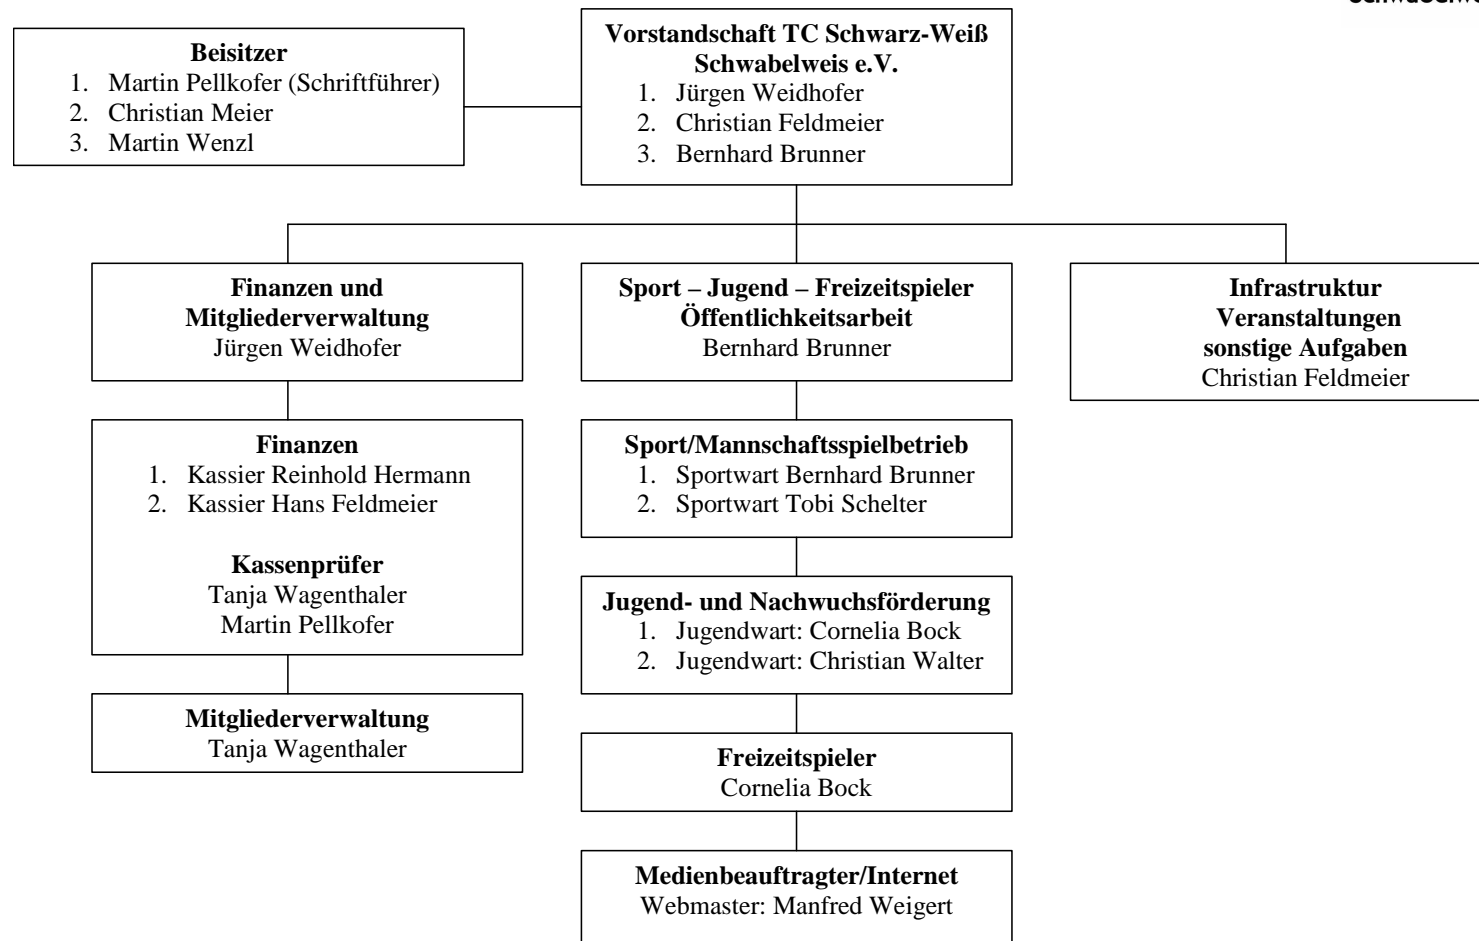 Beisitzer
1. Martin Pellkofer (Schriftführer)
2. Christian Meier
3. Martin Wenzl
Vorstandschaft TC Schwarz-Weiß
Schwabelweis e.V.
1. Jürgen Weidhofer
2. Christian Feldmeier
3. Bernhard Brunner
Finanzen und
Mitgliederverwaltung
Jürgen Weidhofer
Sport – Jugend – Freizeitspieler
Öffentlichkeitsarbeit
Bernhard Brunner
Infrastruktur
Veranstaltungen
sonstige Aufgaben
Christian Feldmeier
Finanzen
1. Kassier Reinhold Hermann
2. Kassier Hans Feldmeier
Kassenprüfer
Tanja Wagenthaler
Martin Pellkofer
Mitgliederverwaltung
Tanja Wagenthaler
Sport/Mannschaftsspielbetrieb
1. Sportwart Bernhard Brunner
2. Sportwart Tobi Schelter
Jugend- und Nachwuchsförderung
1. Jugendwart: Cornelia Bock
2. Jugendwart: Christian Walter
Freizeitspieler
Cornelia Bock
Medienbeauftragter/Internet
Webmaster: Manfred Weigert